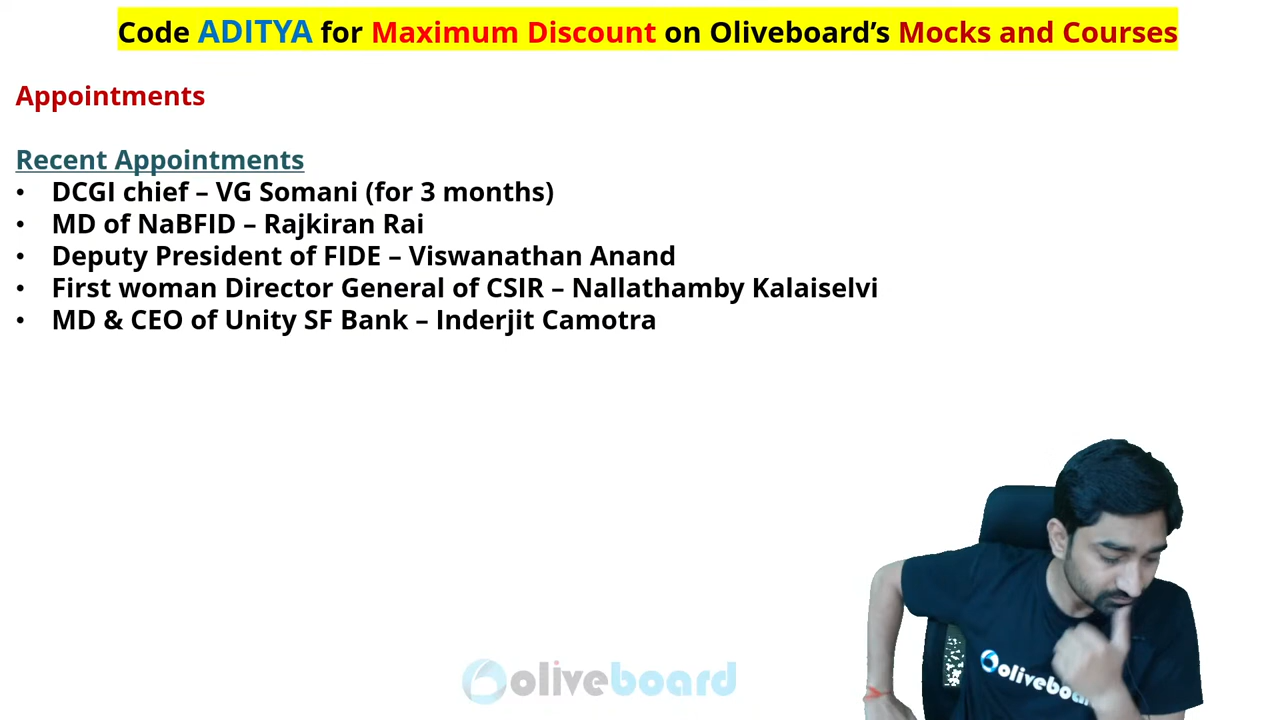 Code ADITYA for Maximum Discount on Oliveboard’s Mocks and Courses
Appointments
Recent Appointments
• DCGI chief – VG Somani (for 3 months)
• MD of NaBFID – Rajkiran Rai
• Deputy President of FIDE – Viswanathan Anand
• First woman Director General of CSIR – Nallathamby Kalaiselvi
• MD & CEO of Unity SF Bank – Inderjit Camotra
oliveboard
oliveboa